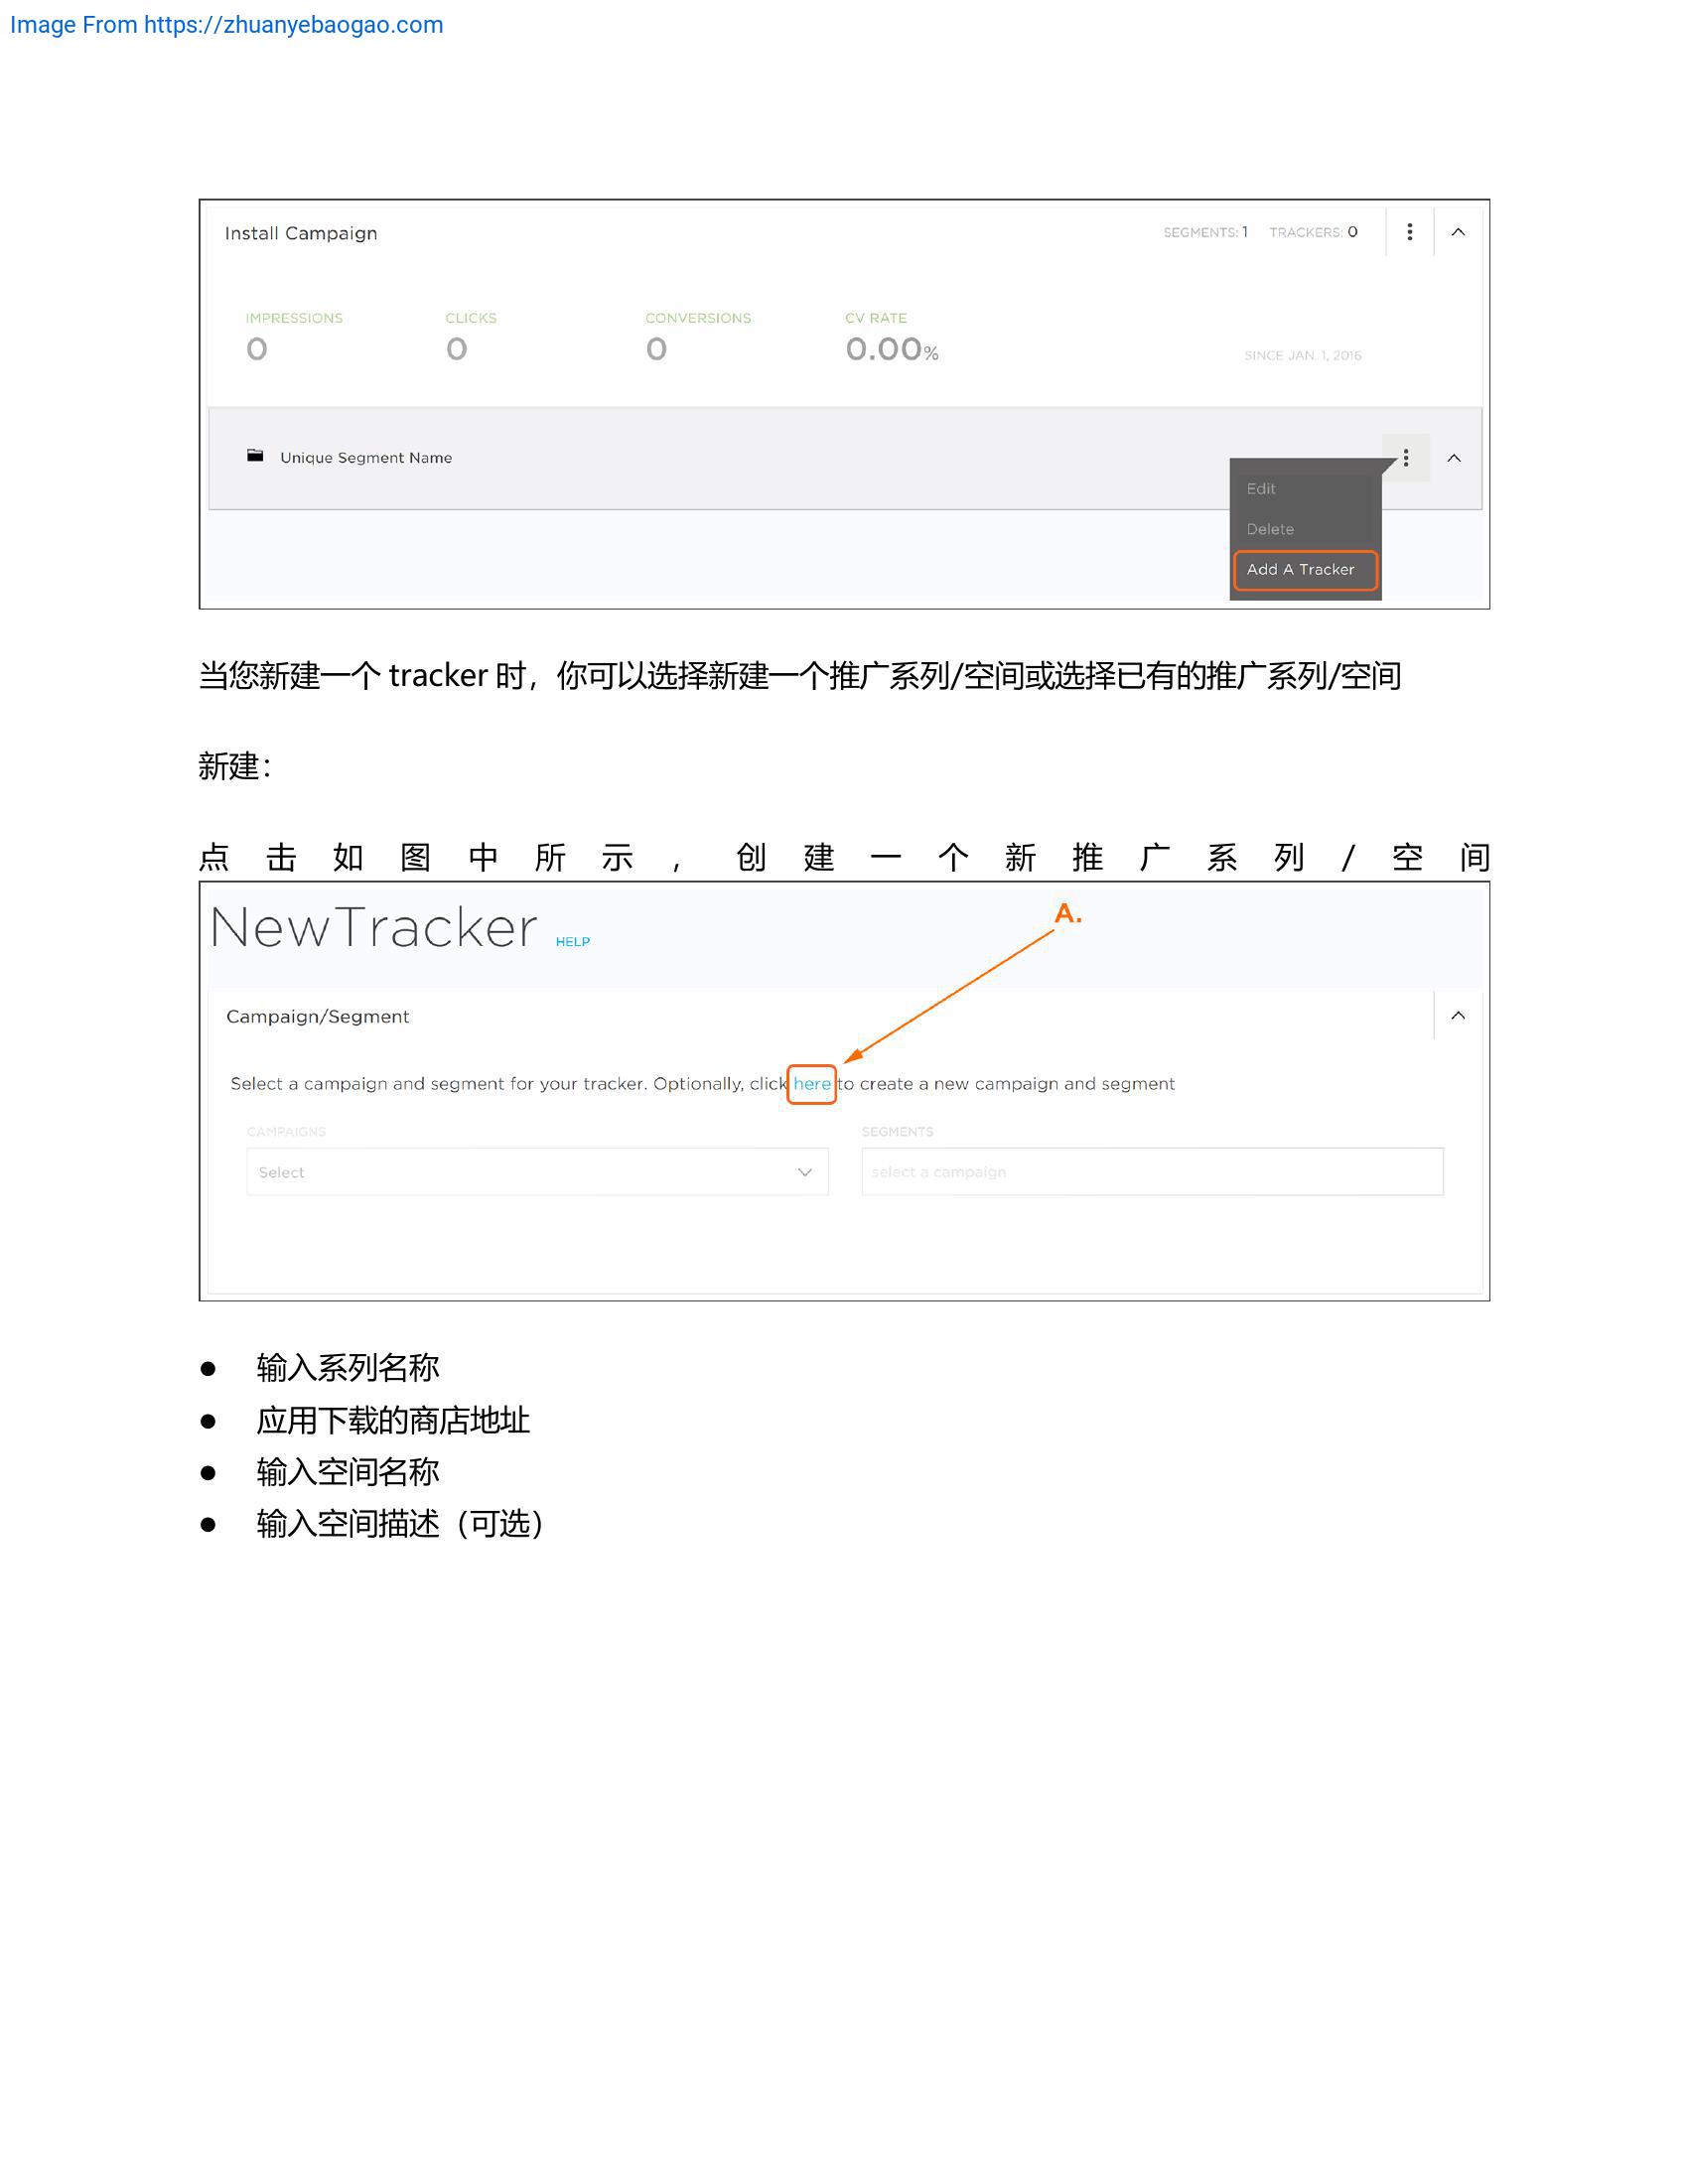 Image From https://zhuanyebaogao.com
Install Campaign SEGMENTS: 1 TRACKERS: 0
IMPRESSIONS CLICKS CONVERSIONS CV RATE
0 0 0 0.00% SINCE JAN. 1, 2016
Unique Segment Name
Edit
Delete
Add A Tracker
当您新建一个 tracker 时，你可以选择新建一个推广系列/空间或选择已有的推广系列/空间
新建：
点击如图中所示，创建一个新推广系列/空间
NewTracker HELP A.
Campaign/Segment
Select a campaign and segment for your tracker. Optionally, click here to create a new campaign and segment
CAMPAIGNS SEGMENTS
Select select a campaign
● 输入系列名称
● 应用下载的商店地址
● 输入空间名称
● 输入空间描述（可选）